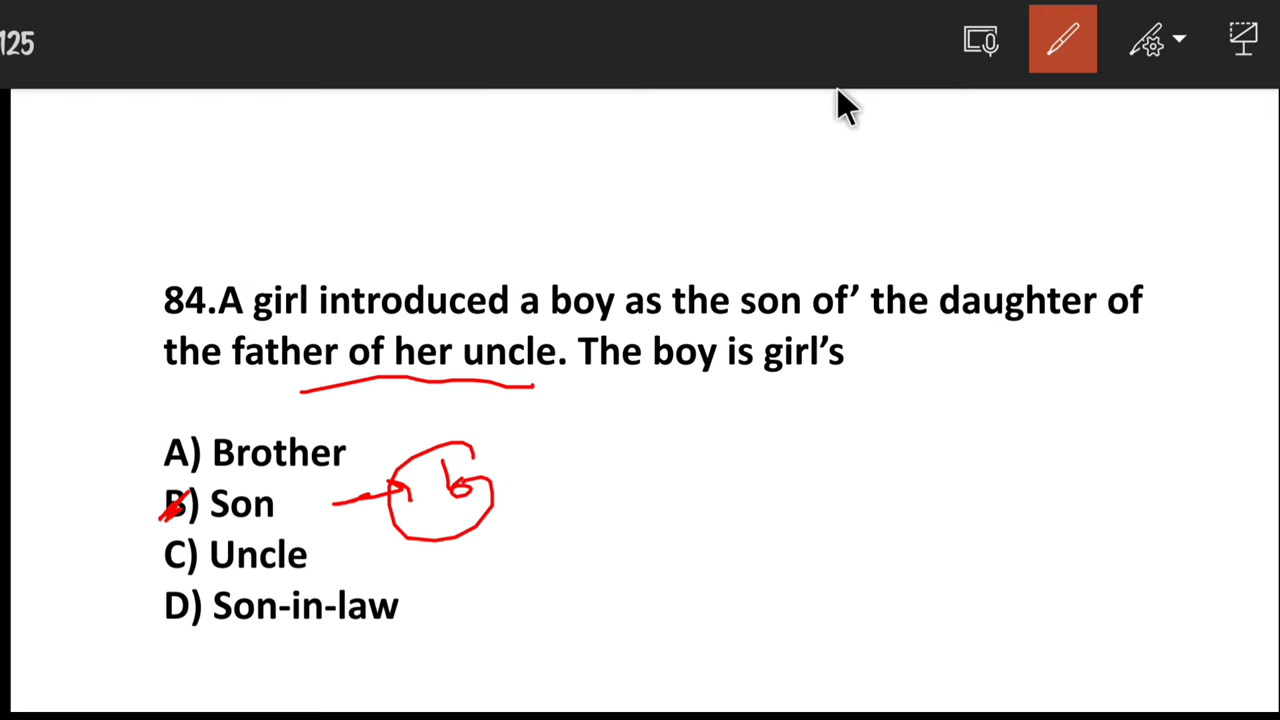 125
84.A girl introduced a boy as the son of’ the daughter of
the father of her uncle. The boy is girl’s
A) Brother
B) Son
b
C) Uncle
D) Son-in-law